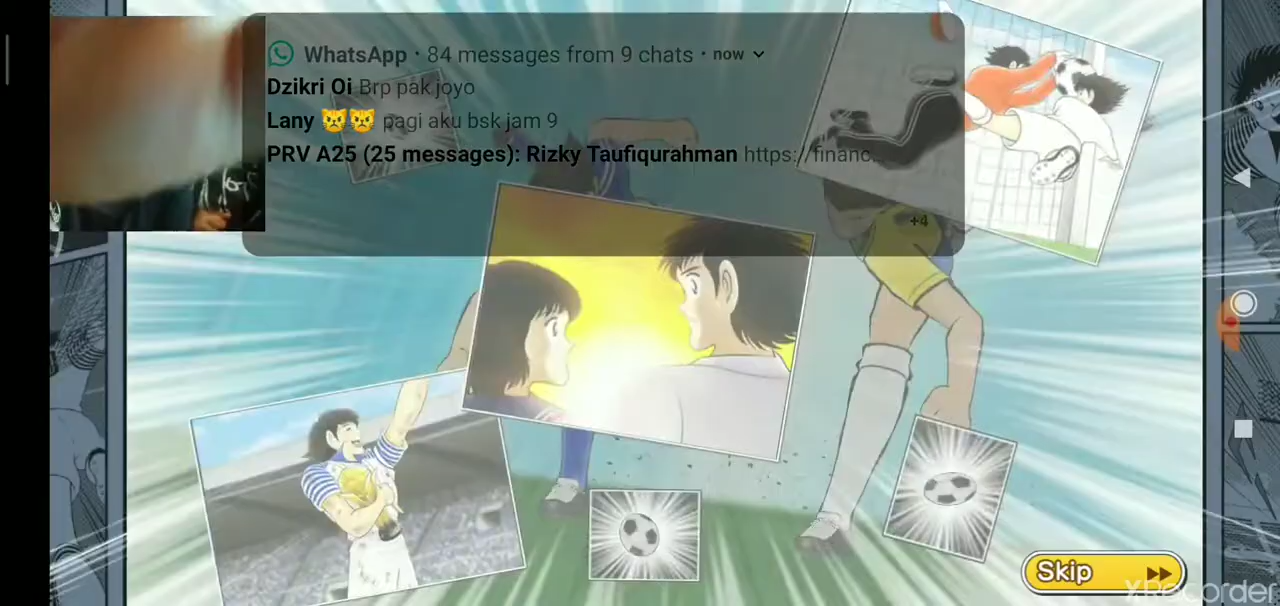 WhatsApp · 84 messages from 9 chats · now
Dzikri Oi Brp pak joyo
Lany 😾😾 pagi aku bsk jam 9
PRV A25 (25 messages): Rizky Taufiqurahman https://financ...
+4
Skip
XRecorder